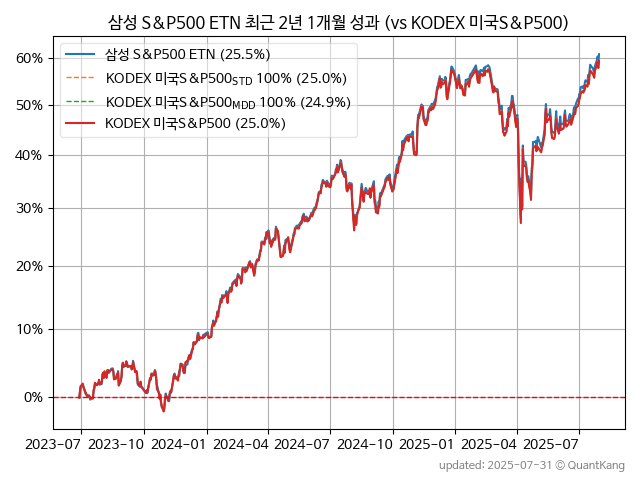 삼성 S&P500 ETN 최근 2년 1개월 성과 (vs KODEX 미국S&P500)
삼성 S&P500 ETN (25.5%)
KODEX 미국S&P500STD 100% (25.0%)
KODEX 미국S&P500MDD 100% (24.9%)
KODEX 미국S&P500 (25.0%)
60%
50%
40%
30%
20%
10%
0%
2023-07 2023-10 2024-01 2024-04 2024-07 2024-10 2025-01 2025-04 2025-07
updated: 2025-07-31 © QuantKang